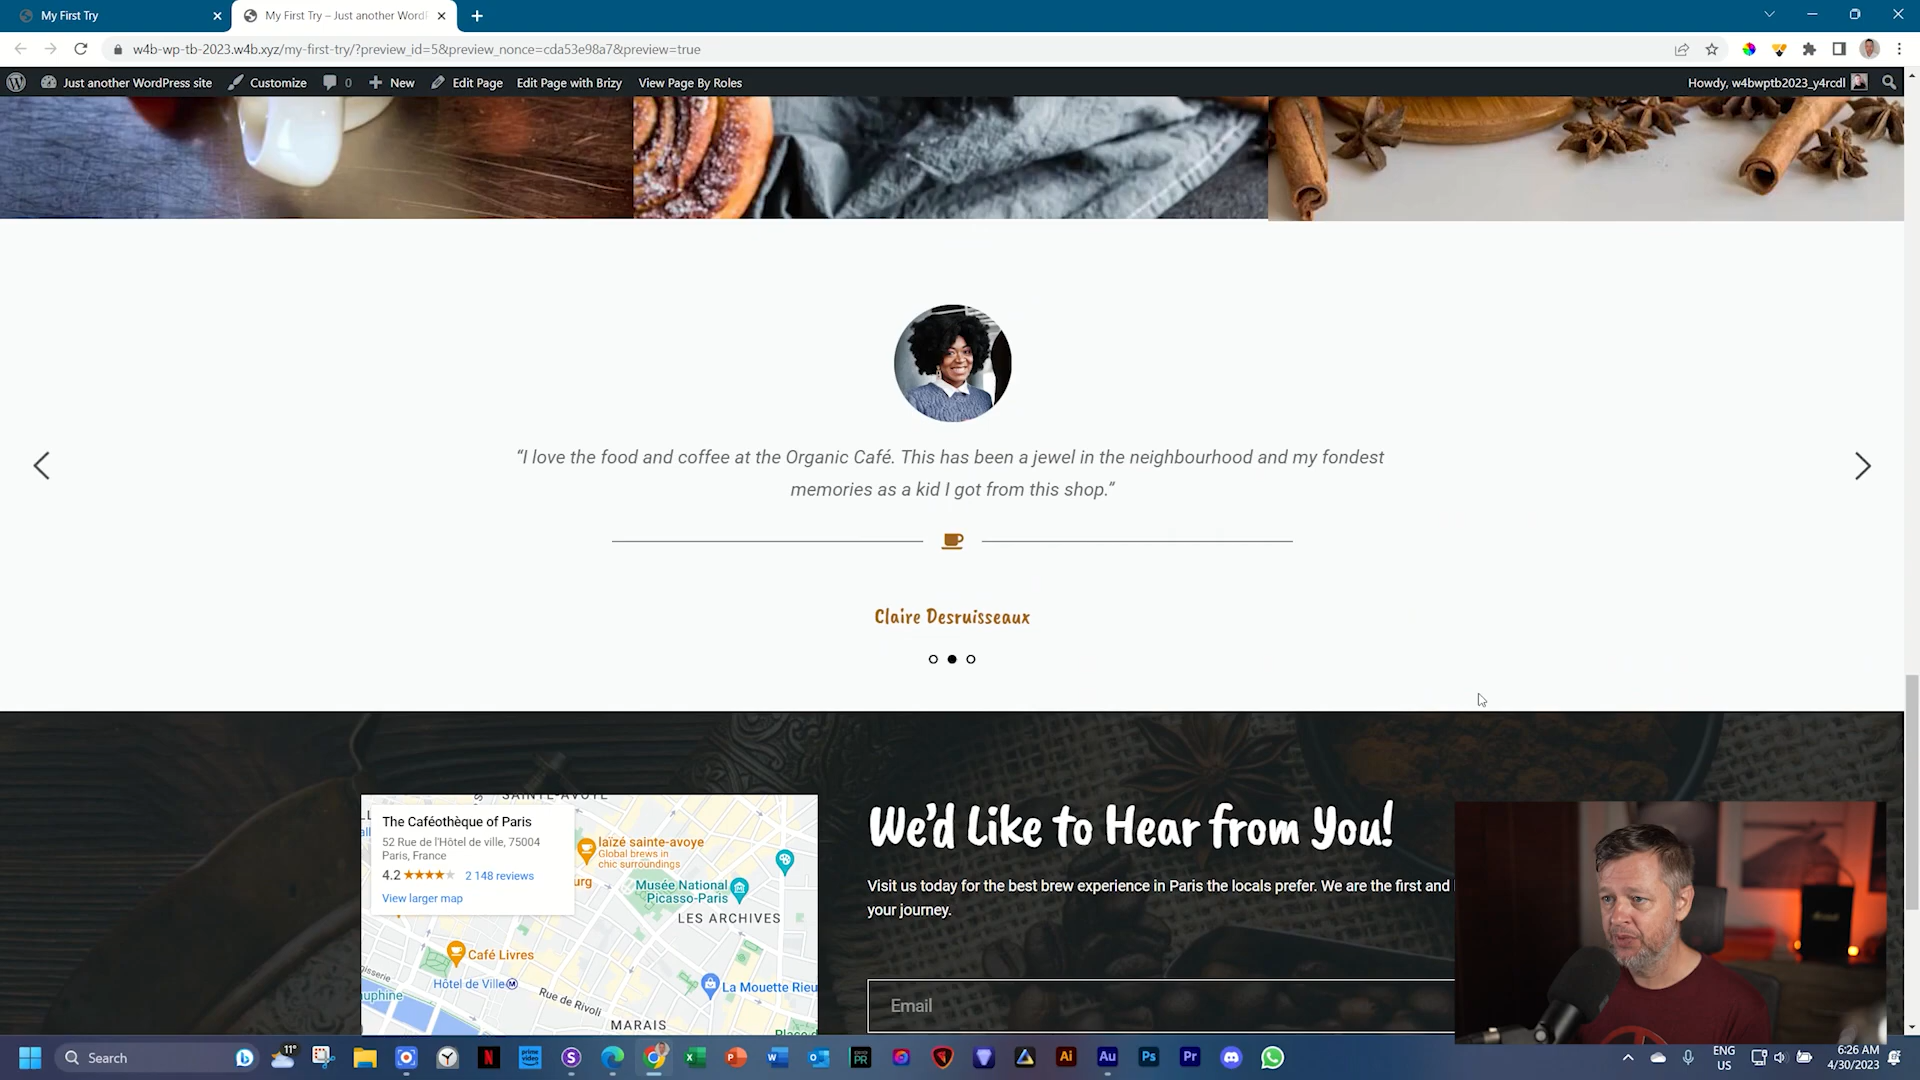 My First Try
My First Try – Just another Word
w4b-wp-tb-2023.w4b.xyz/my-first-try/?preview_id=5&preview_nonce=cda53e98a7&preview=true
Just another WordPress site
Customize
0
New
Edit Page
Edit Page with Brizy
View Page By Roles
Howdy, w4bwptb2023_y4rcdl
“I love the food and coffee at the Organic Café. This has been a jewel in the neighbourhood and my fondest
memories as a kid I got from this shop.”
Claire Desruisseaux
SAINTE-AVOYE
The Caféothèque of Paris
52 Rue de l'Hôtel de ville, 75004
Paris, France
4.2
2 148 reviews
View larger map
laïzé sainte-avoye
Global brews in
chic surroundings
urg
Musée National
Picasso-Paris
LES ARCHIVES
Café Livres
Hôtel de Ville
M
La Mouette Rieu
Rue de Rivoli
MARAIS
We'd Like to Hear from You!
Visit us today for the best brew experience in Paris the locals prefer. We are the first and
your journey.
Email
Search
11°
ENG
US
6:26 AM
4/30/2023